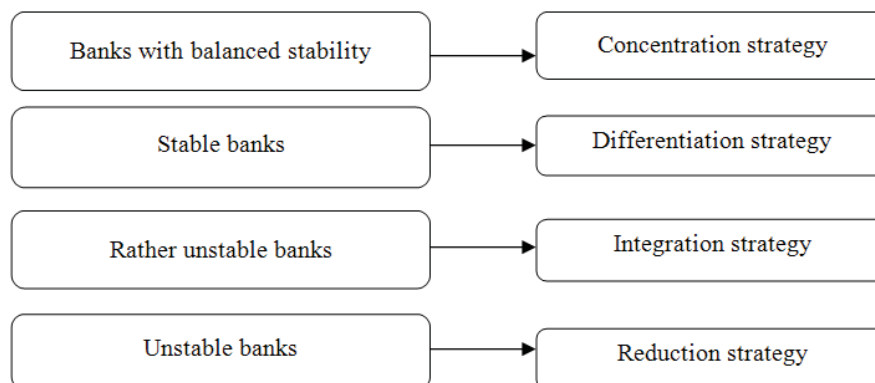 Banks with balanced stability
Concentration strategy
Stable banks
Differentiation strategy
Rather unstable banks
Integration strategy
Unstable banks
Reduction strategy